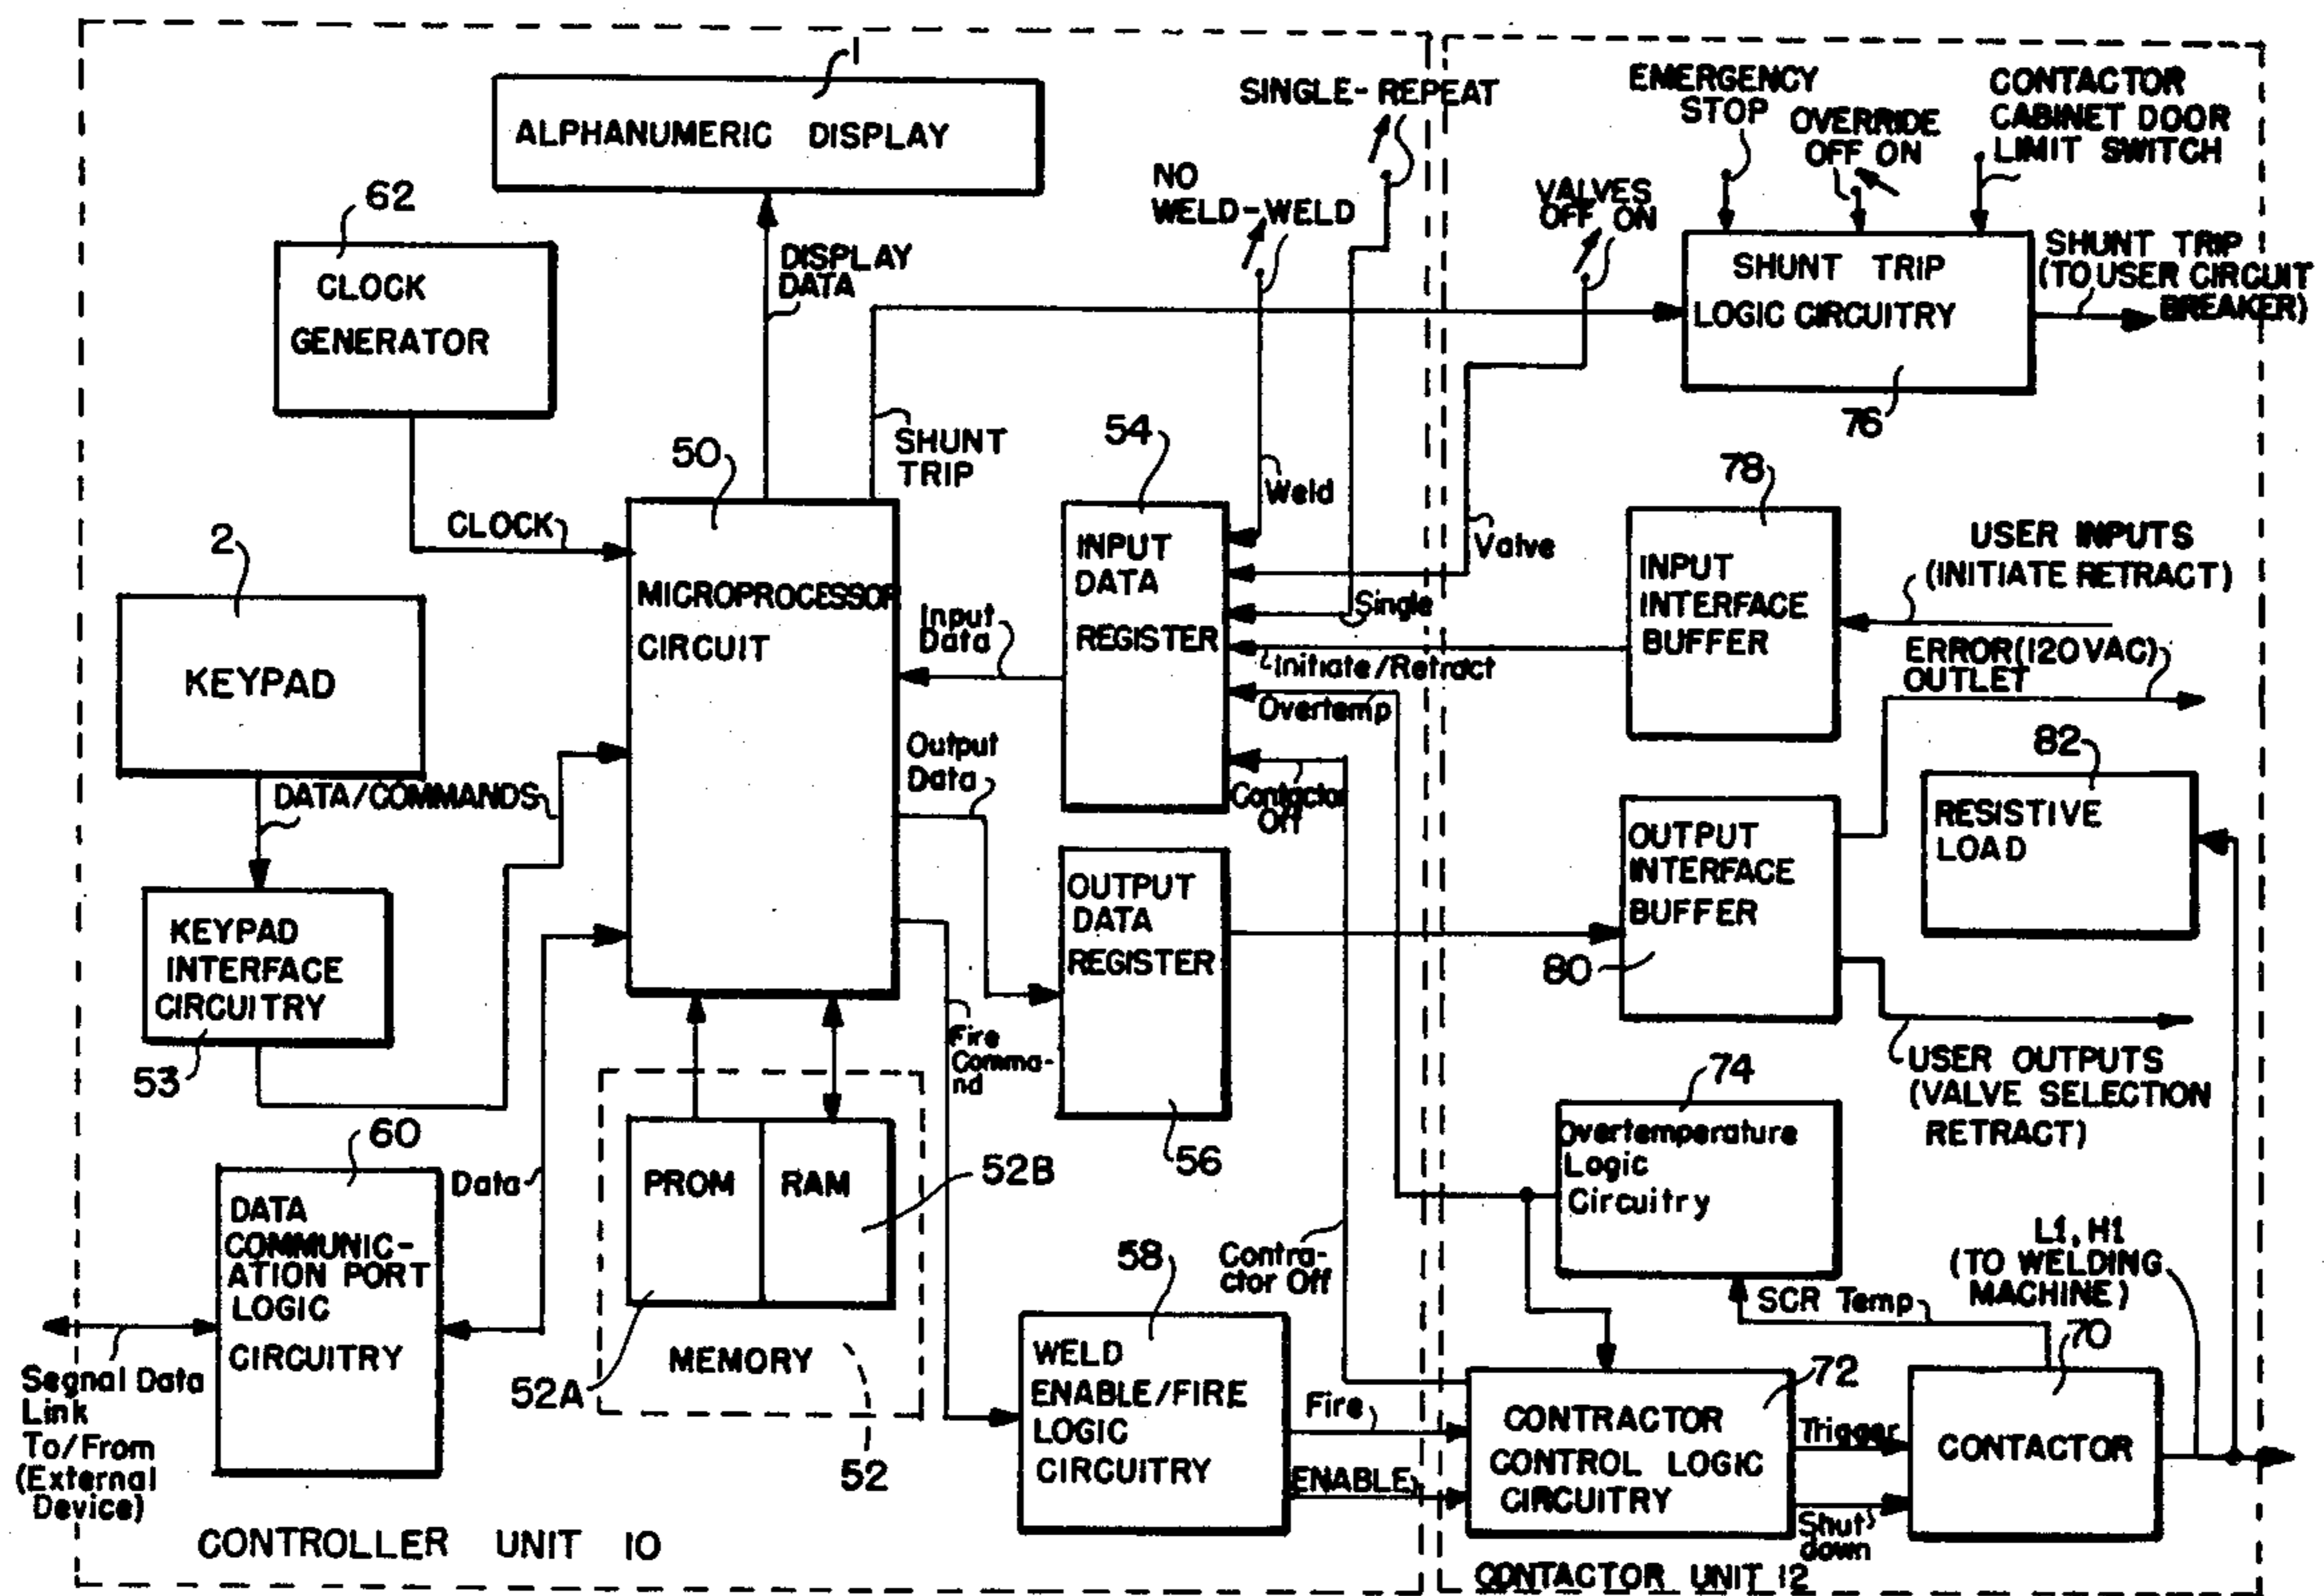 1
ALPHANUMERIC DISPLAY
62
CLOCK
GENERATOR
DISPLAY
DATA
SINGLE-REPEAT
NO
WELD-WELD
VALVES
OFF ON
EMERGENCY
STOP
OVERRIDE
OFF ON
CONTACTOR
CABINET DOOR
LIMIT SWITCH
SHUNT TRIP
LOGIC CIRCUITRY
76
SHUNT TRIP
(TO USER CIRCUIT
BREAKER)
CLOCK
50
SHUNT
TRIP
MICROPROCESSOR
CIRCUIT
2
KEYPAD
DATA/COMMANDS
KEYPAD
INTERFACE
CIRCUITRY
53
54
INPUT
DATA
REGISTER
Input
Data
Output
Data
Weld
Valve
Single
Initiate/Retract
Overtemp
Contactor
Off
78
INPUT
INTERFACE
BUFFER
USER INPUTS
(INITIATE RETRACT)
ERROR(120VAC)
OUTLET
82
RESISTIVE
LOAD
OUTPUT
DATA
REGISTER
56
OUTPUT
INTERFACE
BUFFER
80
USER OUTPUTS
(VALVE SELECTION
RETRACT)
Fire
Comma-
nd
60
DATA
COMMUNIC-
ATION PORT
LOGIC
CIRCUITRY
Data
Segnal Data
Link
To/From
(External
Device)
PROM
RAM
52B
52A
MEMORY
52
74
Overtemperature
Logic
Circuitry
Contra-
ctor Off
58
WELD
ENABLE/FIRE
LOGIC
CIRCUITRY
Fire
ENABLE
SCR Temp
L1, H1
(TO WELDING
MACHINE)
70
72
CONTRACTOR
CONTROL LOGIC
CIRCUITRY
Trigger
Shut
down
CONTACTOR
CONTROLLER UNIT 10
CONTACTOR UNIT 12